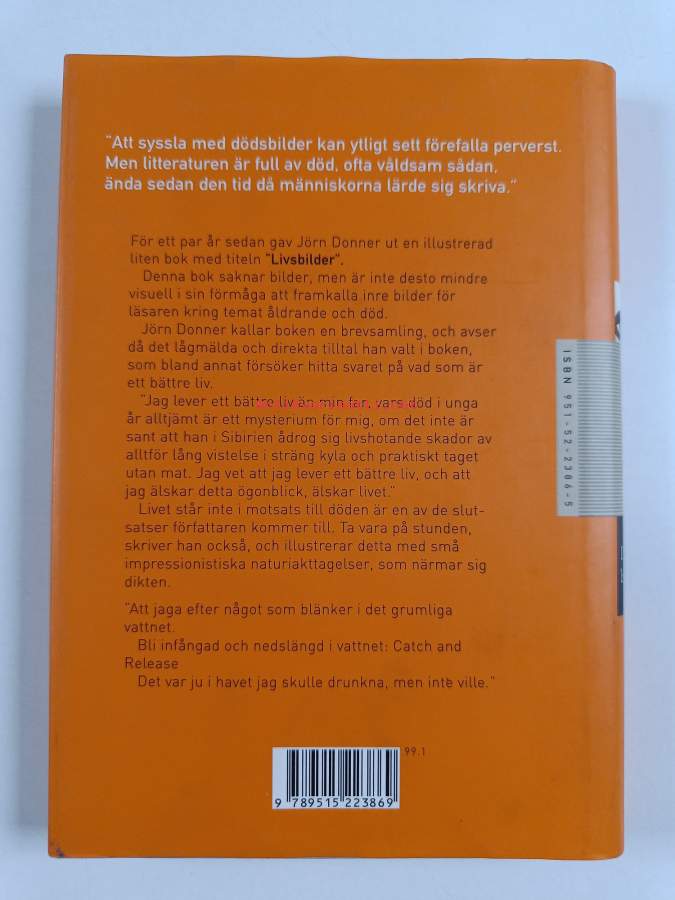 "Att syssla med dödsbilder kan ytligt sett förefalla perverst.
Men litteraturen är full av död, ofta våldsam sådan,
ända sedan den tid då människorna lärde sig skriva."
För ett par år sedan gav Jörn Donner ut en illustrerad
liten bok med titeln "Livsbilder".
Denna bok saknar bilder, men är inte desto mindre
visuell i sin förmåga att framkalla inre bilder för
läsaren kring temat åldrande och död.
Jörn Donner kallar boken en brevsamling, och avser
då det lågmälda och direkta tilltal han valt i boken,
som bland annat försöker hitta svaret på vad som är
ett bättre liv.
"Jag lever ett bättre liv än min far, vars död i unga
år alltjämt är ett mysterium för mig, om det inte är
sant att han i Sibirien ådrog sig livshotande skador av
alltför lång vistelse i sträng kyla och praktiskt taget
utan mat. Jag vet att jag lever ett bättre liv, och att
jag älskar detta ögonblick, älskar livet."
Livet står inte i motsats till döden är en av de slut-
satser författaren kommer till. Ta vara på stunden,
skriver han också, och illustrerar detta med små
impressionistiska naturiakttagelser, som närmar sig
dikten.
"Att jaga efter något som blänker i det grumliga
vattnet.
Bli infångad och nedslängd i vattnet: Catch and
Release
Det var ju i havet jag skulle drunkna, men inte ville."
99.1
9 789515 223869
ISBN 951-52-2386-5